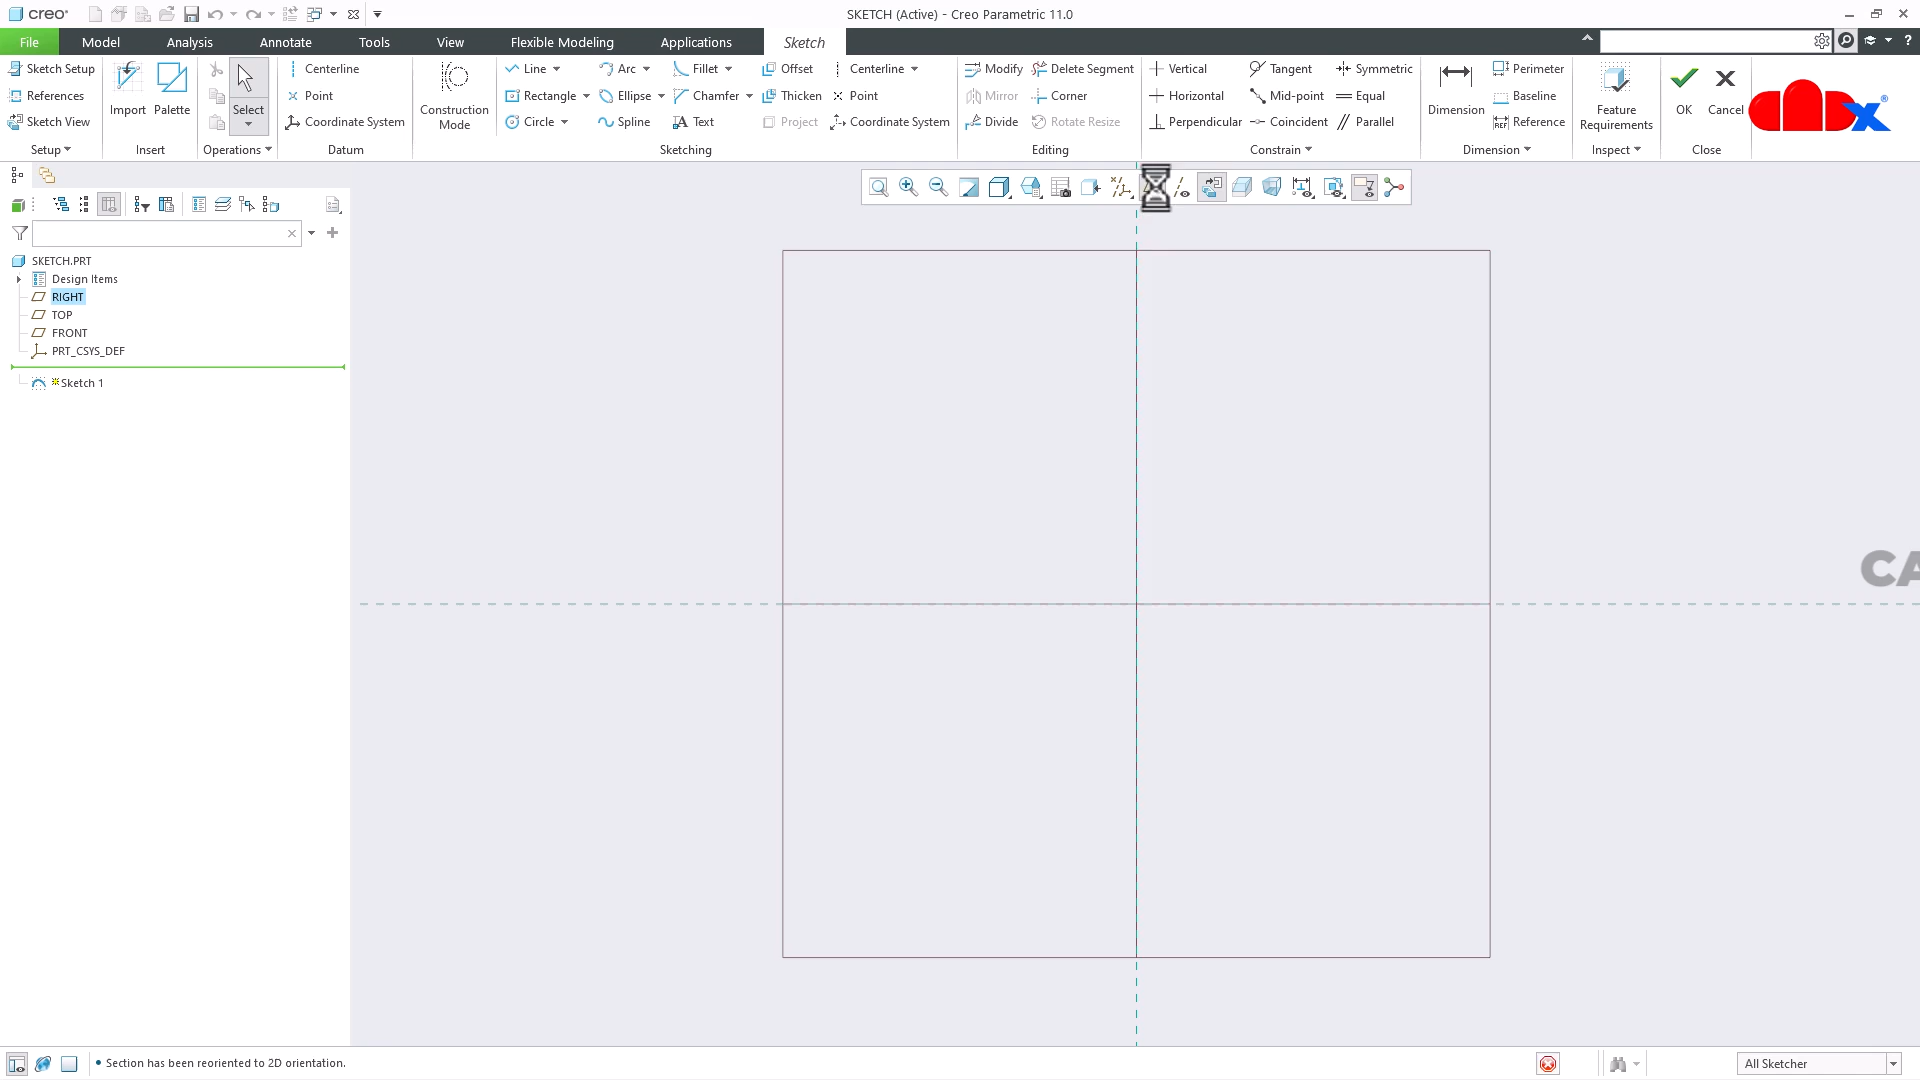 creo°
SKETCH (Active) - Creo Parametric 11.0
File Model Analysis Annotate Tools View Flexible Modeling Applications Sketch
Sketch Setup
References
Sketch View
Setup
Import Palette
Insert
Select
Operations
Centerline
Point
Coordinate System
Datum
Construction
Mode
Line Arc Fillet Offset Centerline
Rectangle Ellipse Chamfer Thicken Point
Circle Spline Text Project Coordinate System
Sketching
Modify Delete Segment
Mirror Corner
Divide Rotate Resize
Editing
Vertical Tangent Symmetric
Horizontal Mid-point Equal
Perpendicular Coincident Parallel
Constrain
Dimension
Perimeter
Baseline
Reference
Dimension
Feature
Requirements
Inspect
OK Cancel
Close
x®
SKETCH.PRT
Design Items
RIGHT
TOP
FRONT
PRT_CSYS_DEF
Sketch 1
CA
• Section has been reoriented to 2D orientation.
All Sketcher